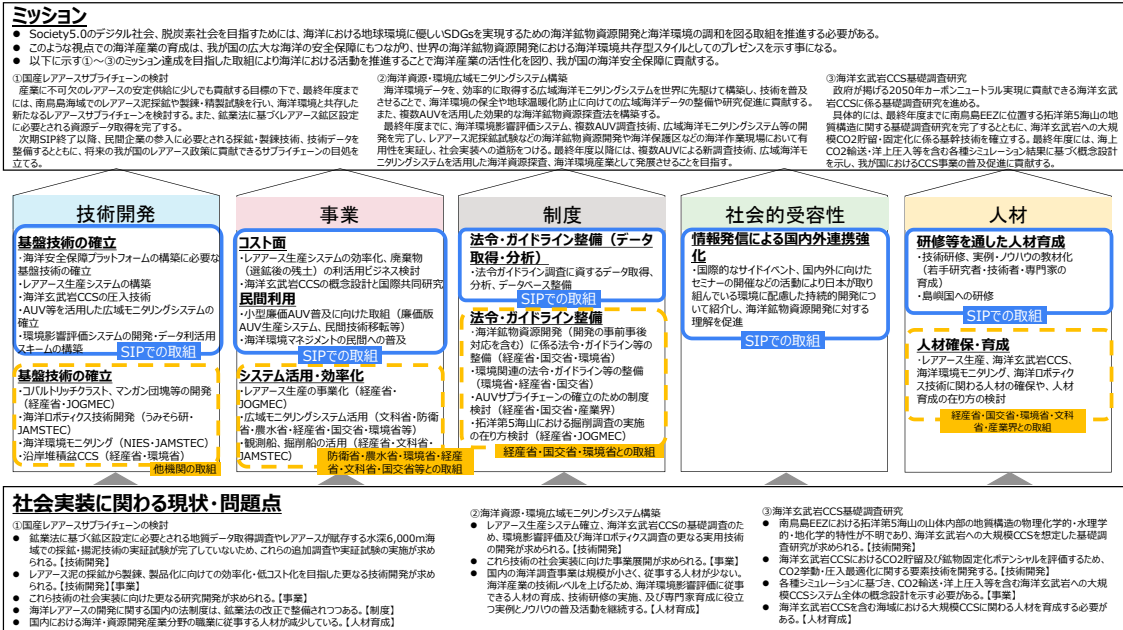 ミッション
● Society5.0のデジタル社会、脱炭素社会を目指すためには、海洋における地球環境に優しいSDGsを実現するための海洋鉱物資源開発と海洋環境の調和を図る取組を推進する必要がある。
● このような視点での海洋産業の育成は、我が国の広大な海洋の安全保障にもつながり、世界の海洋鉱物資源開発における海洋環境共存型スタイルとしてのプレゼンスを示す事になる。
● 以下に示す①~③のミッション達成を目指した取組により海洋における活動を推進することで海洋産業の活性化を図り、我が国の海洋安全保障に貢献する。
①国産レアアースサプライチェーンの検討
産業に不可欠のレアアースの安定供給に少しでも貢献する目標の下で、最終年度まで
には、南鳥島海域でのレアアース泥採鉱や製錬・精製試験を行い、海洋環境と共存した
新たなるレアアースサプライチェーンを検討する。また、鉱業法に基づくレアアース鉱区設定
に必要とされる資源データ取得を完了する。
次期SIP終了以降、民間企業の参入に必要とされる採鉱・製錬技術、技術データを
整備するとともに、将来の我が国のレアアース政策に貢献できるサプライチェーンの目処を
立てる。
②海洋資源・環境広域モニタリングシステム構築
海洋環境データを、効率的に取得する広域海洋モニタリングシステムを世界に先駆けて構築し、技術を普及
させることで、海洋環境の保全や地球温暖化防止に向けての広域海洋データの整備や研究促進に貢献する。
また、複数AUVを活用した効果的な海洋資源探査法を構築する。
最終年度までに、海洋環境影響評価システム、複数AUV調査技術、広域海洋モニタリングシステム等の開発
を完了し、レアアース泥採鉱試験などの海洋鉱物資源開発や海洋保護区などの海洋作業現場において有
用性を実証し、社会実装への道筋をつける。最終年度以降には、複数AUVによる新調査技術、広域海洋モ
ニタリングシステムを活用した海洋資源探査、海洋環境産業として発展させることを目指す。
③海洋玄武岩CCS基礎調査研究
政府が掲げる2050年カーボンニュートラル実現に貢献できる海洋玄武
岩CCSに係る基礎調査研究を進める。
具体的には、最終年度までに南鳥島EEZに位置する拓洋第5海山の地
質構造に関する基礎調査研究を完了するとともに、海洋玄武岩への大規
模CO2貯留・固定化に係る基幹技術を確立する。最終年度には、海上
CO2輸送・洋上圧入等を含む各種シミュレーション結果に基づく概念設計
を示し、我が国におけるCCS事業の普及促進に貢献する。
技術開発
基盤技術の確立
・海洋安全保障プラットフォームの構築に必要な
基盤技術の確立
・レアアース生産システムの構築
・海洋玄武岩CCSの圧入技術
・AUV等を活用した広域モニタリングシステムの
確立
・環境影響評価システムの開発・データ利活用
スキームの構築
SIPでの取組
基盤技術の確立
・コバルトリッチクラスト、マンガン団塊等の開発
（経産省・JOGMEC）
・海洋ロボティクス技術開発（うみそら研・
JAMSTEC）
・海洋環境モニタリング（NIES・JAMSTEC）
・沿岸堆積盆CCS（経産省・環境省）
他機関の取組
事業
コスト面
・レアアース生産システムの効率化、廃棄物
（選鉱後の残土）の利活用ビジネス検討
・海洋玄武岩CCSの概念設計と国際共同研究
民間利用
・小型廉価AUV普及に向けた取組（廉価版
AUV生産システム、民間技術移転等）
・海洋環境マネジメントの民間への普及
SIPでの取組
システム活用・効率化
・レアアース生産の事業化（経産省・
JOGMEC）
・広域モニタリングシステム活用（文科省・防衛
省・農水省・経産省・国交省・環境省等）
・観測船、掘削船の活用（経産省・文科省・
JAMSTEC）
防衛省・農水省・環境省・経産
省・文科省・国交省等との取組
制度
法令・ガイドライン整備（データ
取得・分析）
・法令ガイドライン調査に資するデータ取得、
分析、データベース整備
SIPでの取組
法令・ガイドライン整備
・海洋鉱物資源開発（開発の事前事後
対応を含む）に係る法令・ガイドライン等の
整備（経産省・国交省・環境省）
・環境関連の法令・ガイドライン等の整備
（環境省・経産省・国交省）
・AUVサプライチェーンの確立のための制度
検討（経産省・国交省・産業界）
・拓洋第5海山における掘削調査の実施
の在り方検討（経産省・JOGMEC）
経産省・国交省・環境省との取組
社会的受容性
情報発信による国内外連携強
化
・国際的なサイドイベント、国内外に向けた
セミナーの開催などの活動により日本が取
り組んでいる環境に配慮した持続的開発につ
いて紹介し、海洋鉱物資源開発に対する
理解を促進
SIPでの取組
人材
研修等を通した人材育成
・技術研修、実例・ノウハウの教材化
（若手研究者・技術者・専門家の
育成）
・島嶼国への研修
SIPでの取組
人材確保・育成
・レアアース生産、海洋玄武岩CCS、
海洋環境モニタリング、海洋ロボティク
ス技術に関わる人材の確保や、人材
育成の在り方の検討
経産省・国交省・環境省・文科
省・産業界との取組
社会実装に関わる現状・問題点
①国産レアアースサプライチェーンの検討
● 鉱業法に基づく鉱区設定に必要とされる地質データ取得調査やレアアースが賦存する水深6,000m海
域での採鉱・揚泥技術の実証試験が完了していないため、これらの追加調査や実証試験の実施が求め
られる。【技術開発】
● レアアース泥の採鉱から製錬、製品化に向けての効率化・低コスト化を目指した更なる技術開発が求め
られる。【技術開発】【事業】
● これら技術の社会実装に向けた更なる研究開発が求められる。【事業】
● 海洋レアアースの開発に関する国内の法制度は、鉱業法の改正で整備されつつある。【制度】
● 国内における海洋・資源開発産業分野の職業に従事する人材が減少している。【人材育成】
②海洋資源・環境広域モニタリングシステム構築
● レアアース生産システム確立、海洋玄武岩CCSの基礎調査のた
め、環境影響評価及び海洋ロボティクス調査の更なる実用技術
の開発が求められる。【技術開発】
● これら技術の社会実装に向けた事業展開が求められる。【事業】
● 国内の海洋調査事業は規模が小さく、従事する人材が少ない。
海洋産業の技術レベルを上げるため、海洋環境影響評価に従事
できる人材の育成、技術研修の実施、及び専門家育成に役立
つ実例とノウハウの普及活動を継続する。【人材育成】
③海洋玄武岩CCS基礎調査研究
● 南鳥島EEZにおける拓洋第5海山の山体内部の地質構造の物理化学的・水理学
的・地化学的特性が不明であり、海洋玄武岩への大規模CCSを想定した基礎調
査研究が求められる。【技術開発】
● 海洋玄武岩CCSにおけるCO2貯留及び鉱物固定化ポテンシャルを評価するため、
CO2挙動・圧入最適化に関する要素技術を開発する。【技術開発】
● 各種シミュレーションに基づき、CO2輸送・洋上圧入等を含む海洋玄武岩への大規
模CCSシステム全体の概念設計を示す必要がある。【事業】
● 海洋玄武岩CCSを含む海域における大規模CCSに関わる人材を育成する必要が
ある。【人材育成】